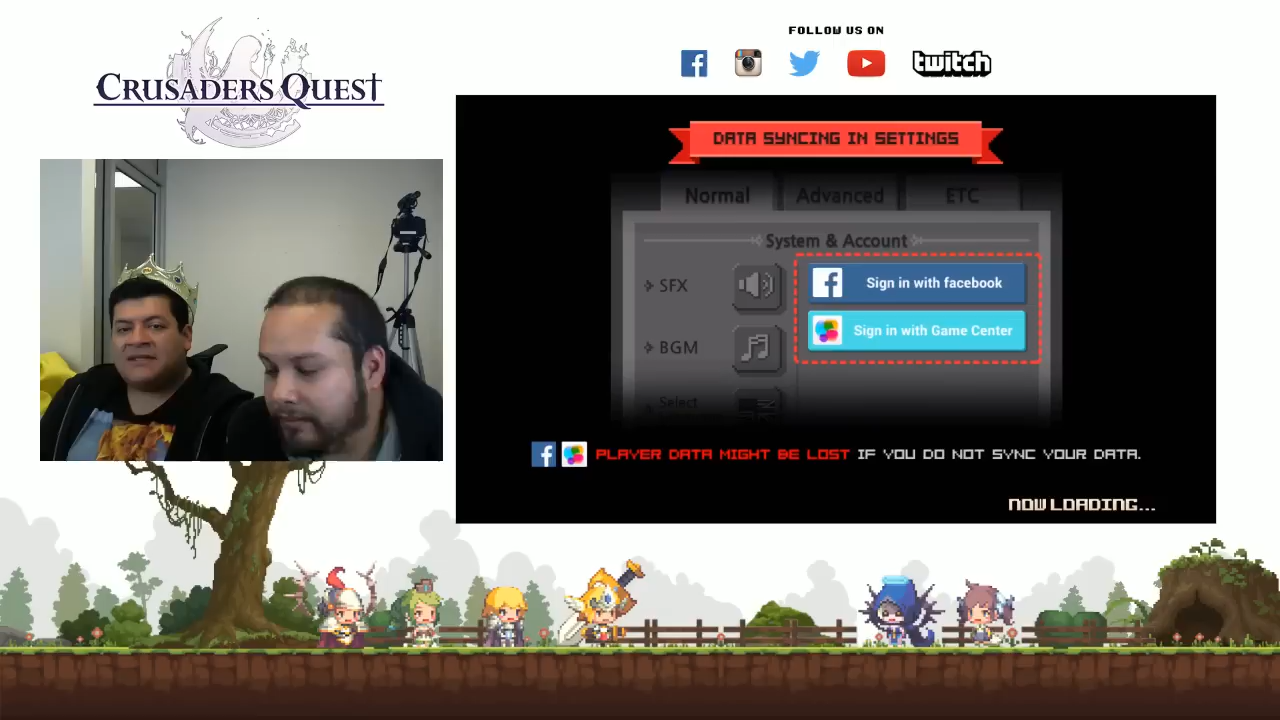 CRUSADERS QUEST
FOLLOW US ON
twitch
DATA SYNCING IN SETTINGS
Normal
Advanced
ETC
System & Account
SFX
Sign in with facebook
Sign in with Game Center
BGM
Select
PLAYER DATA MIGHT BE LOST IF YOU DO NOT SYNC YOUR DATA.
NOW LOADING...